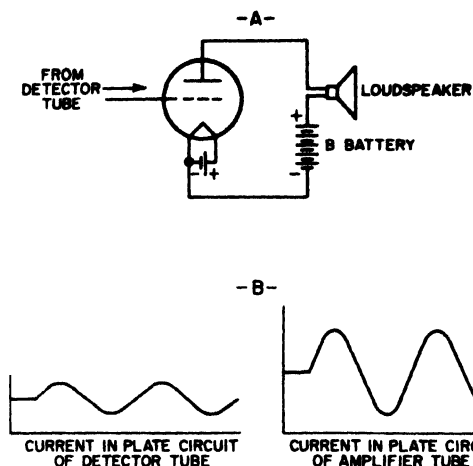 -A-
FROM
DETECTOR
TUBE
LOUDSPEAKER
+
B BATTERY
-
- +
-B-
CURRENT IN PLATE CIRCUIT
OF DETECTOR TUBE
CURRENT IN PLATE CIRC
OF AMPLIFIER TUBE